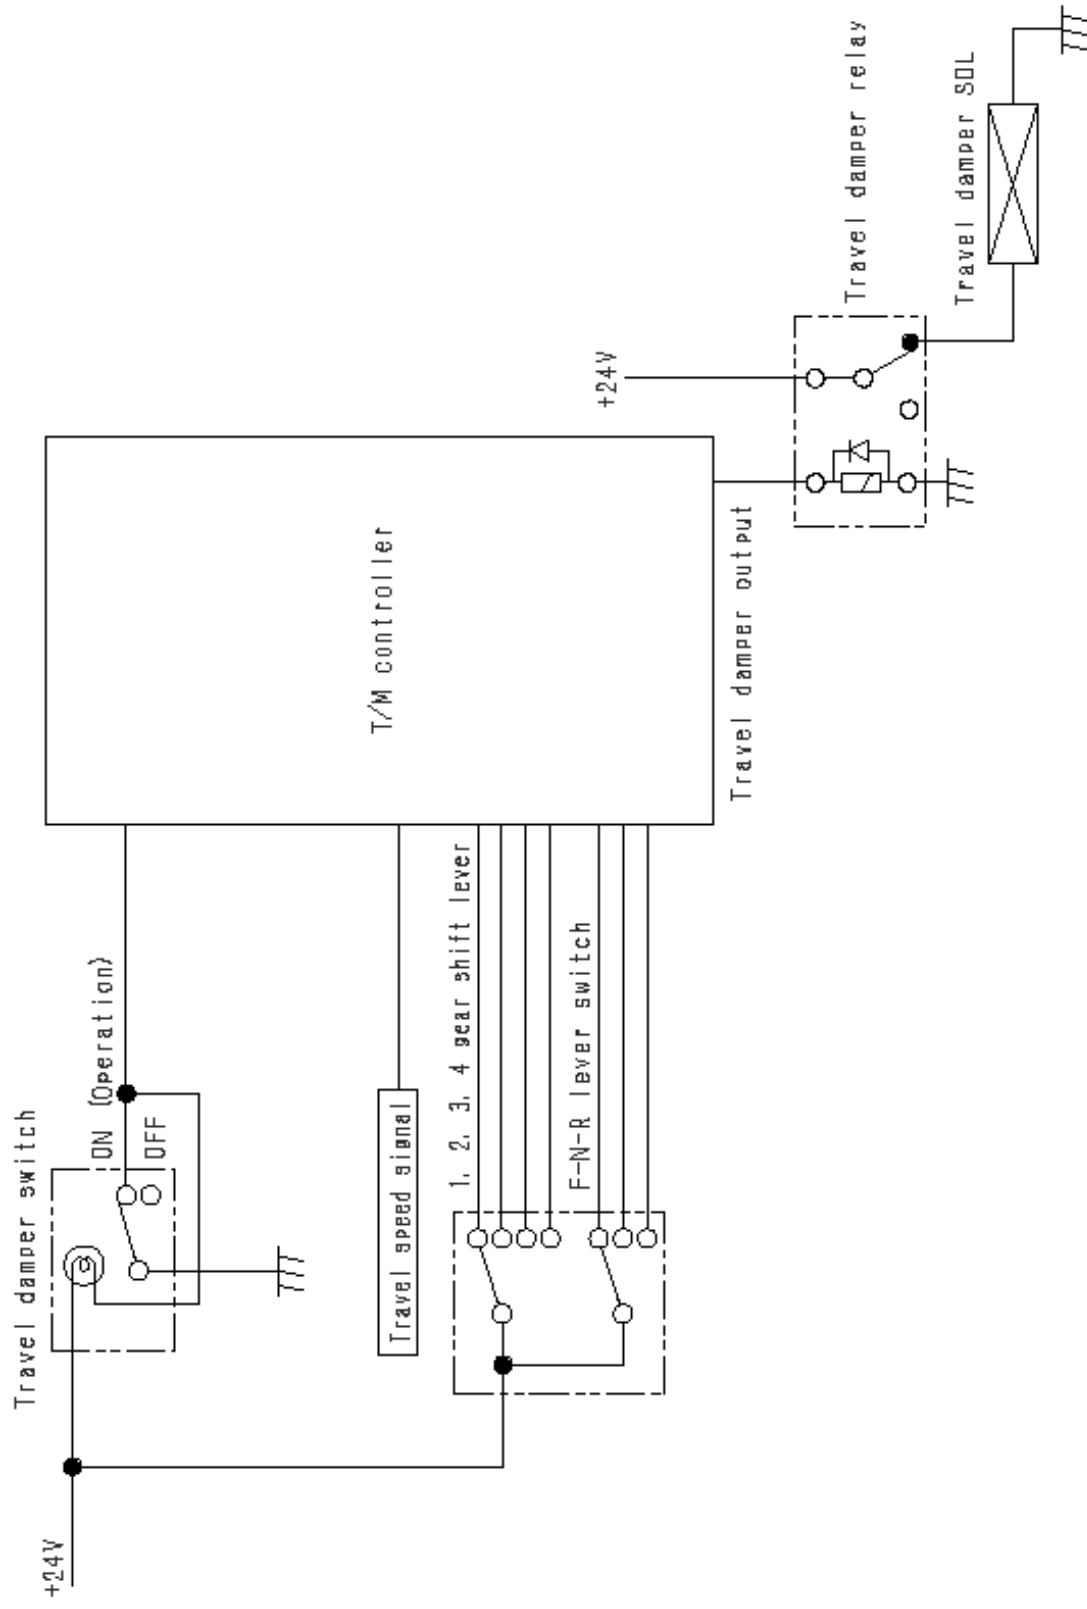 +24V
Travel damper switch
ON (Operation)
OFF
Travel speed signal
1. 2. 3. 4 gear shift lever
F-N-R lever switch
T/M controller
Travel damper output
+24V
Travel damper relay
Travel damper SOL